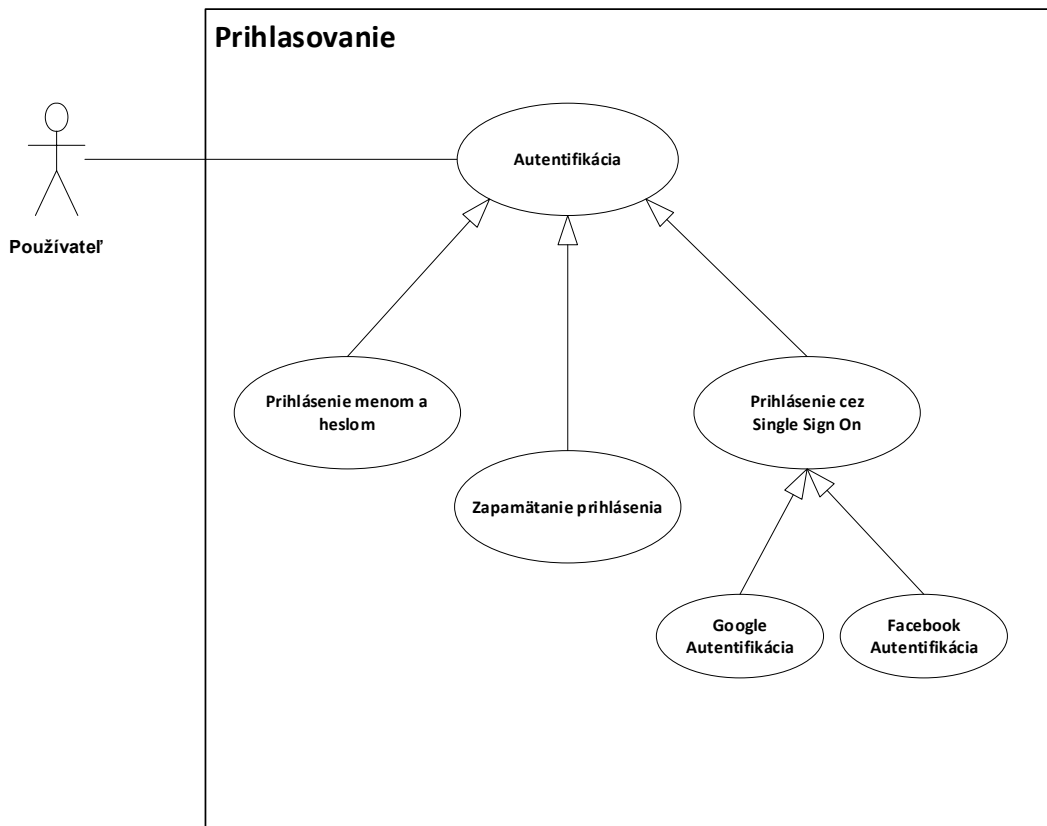 Prihlasovanie
Autentifikácia
Používateľ
Prihlásenie menom a
heslom
Prihlásenie cez
Single Sign On
Zapamätanie prihlásenia
Google
Autentifikácia
Facebook
Autentifikácia